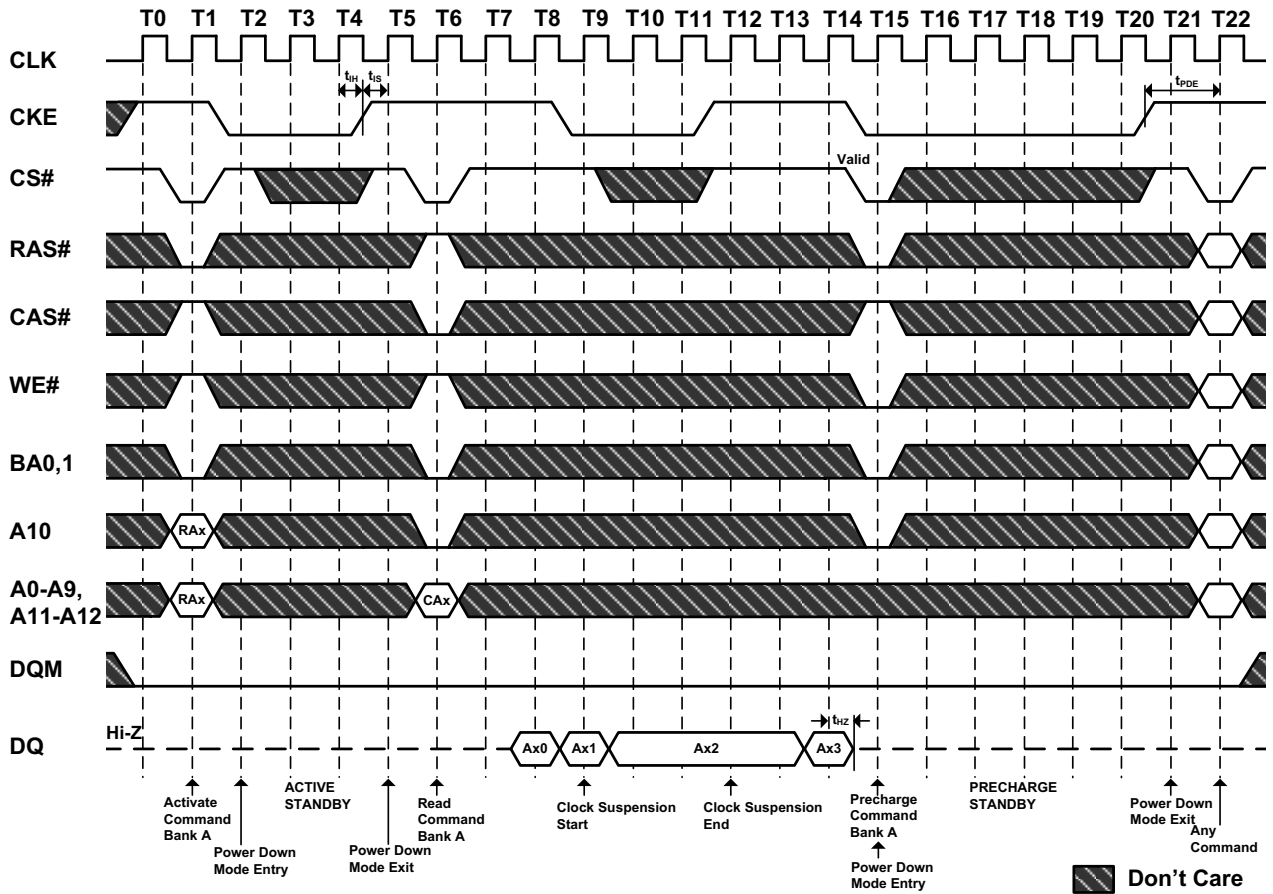 T0 T1 T2 T3 T4 T5 T6 T7 T8 T9 T10 T11 T12 T13 T14 T15 T16 T17 T18 T19 T20 T21 T22
CLK
tIH tIS tPDE
CKE
CS# Valid
RAS#
CAS#
WE#
BA0,1
A10 RAx
A0-A9,
A11-A12 RAx CAx
DQM
Hi-Z tHZ
DQ Ax0 Ax1 Ax2 Ax3
Activate
Command
Bank A
Power Down
Mode Entry
ACTIVE
STANDBY
Power Down
Mode Exit
Read
Command
Bank A
Clock Suspension
Start
Clock Suspension
End
Precharge
Command
Bank A
Power Down
Mode Entry
PRECHARGE
STANDBY
Power Down
Mode Exit
Any
Command
Don't Care